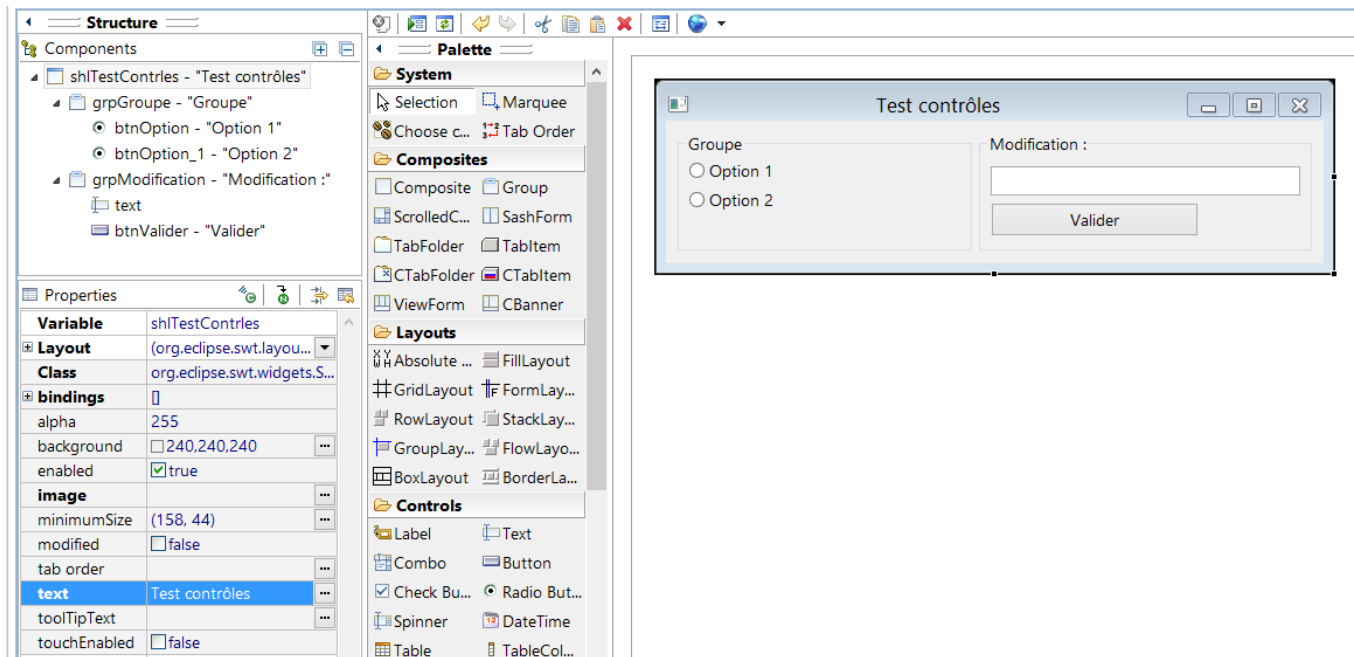 Structure
Components
shlTestContrles - "Test contrôles"
grpGroupe - "Groupe"
btnOption - "Option 1"
btnOption_1 - "Option 2"
grpModification - "Modification :"
text
btnValider - "Valider"
Properties
Variable shlTestContrles
Layout (org.eclipse.swt.layou...
Class org.eclipse.swt.widgets.S...
bindings []
alpha 255
background 240,240,240
enabled true
image
minimumSize (158, 44)
modified false
tab order
text Test contrôles
toolTipText
touchEnabled false
Palette
System
Selection Marquee
Choose c... Tab Order
Composites
Composite Group
ScrolledC... SashForm
TabFolder TabItem
CTabFolder CTabItem
ViewForm CBanner
Layouts
Absolute ... FillLayout
GridLayout FormLay...
RowLayout StackLay...
GroupLay... FlowLayo...
BoxLayout BorderLa...
Controls
Label Text
Combo Button
Check Bu... Radio But...
Spinner DateTime
Table TableCol...
Test contrôles
Groupe
Option 1
Option 2
Modification :
Valider